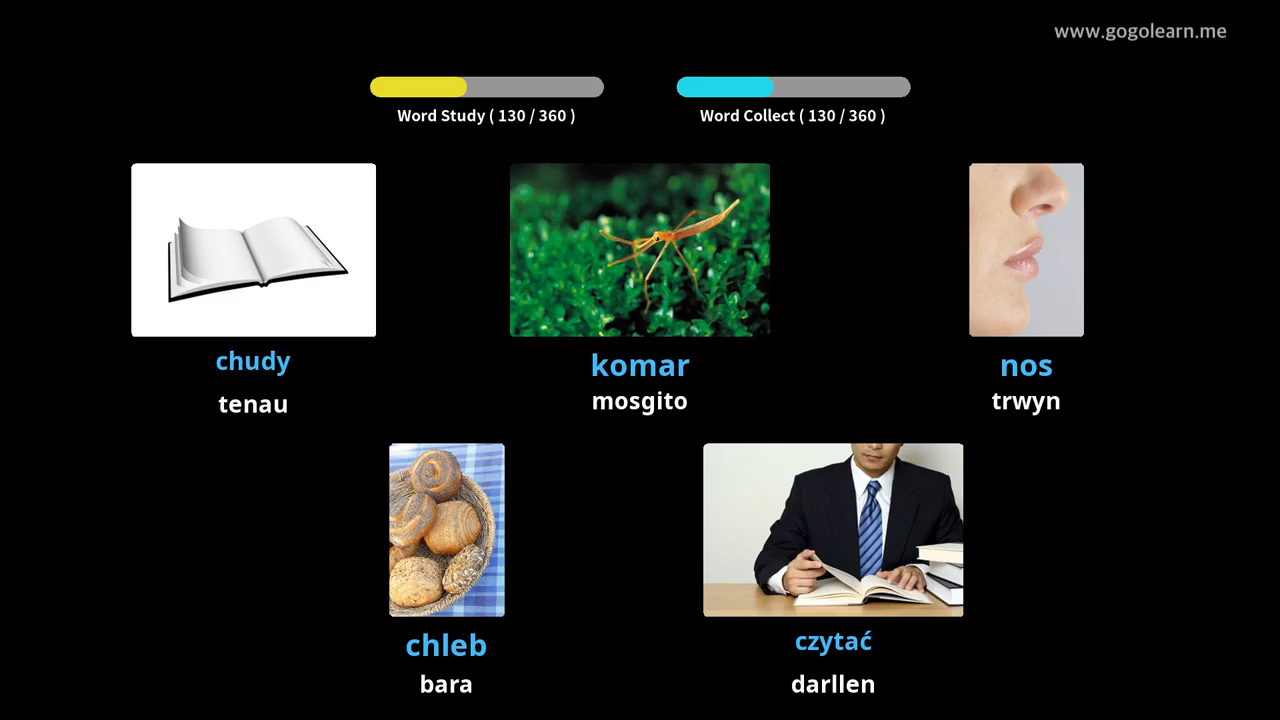 www.gogolearn.me
Word Study ( 130 / 360 )
Word Collect ( 130 / 360 )
chudy
tenau
komar
mosgito
nos
trwyn
chleb
bara
czytać
darllen